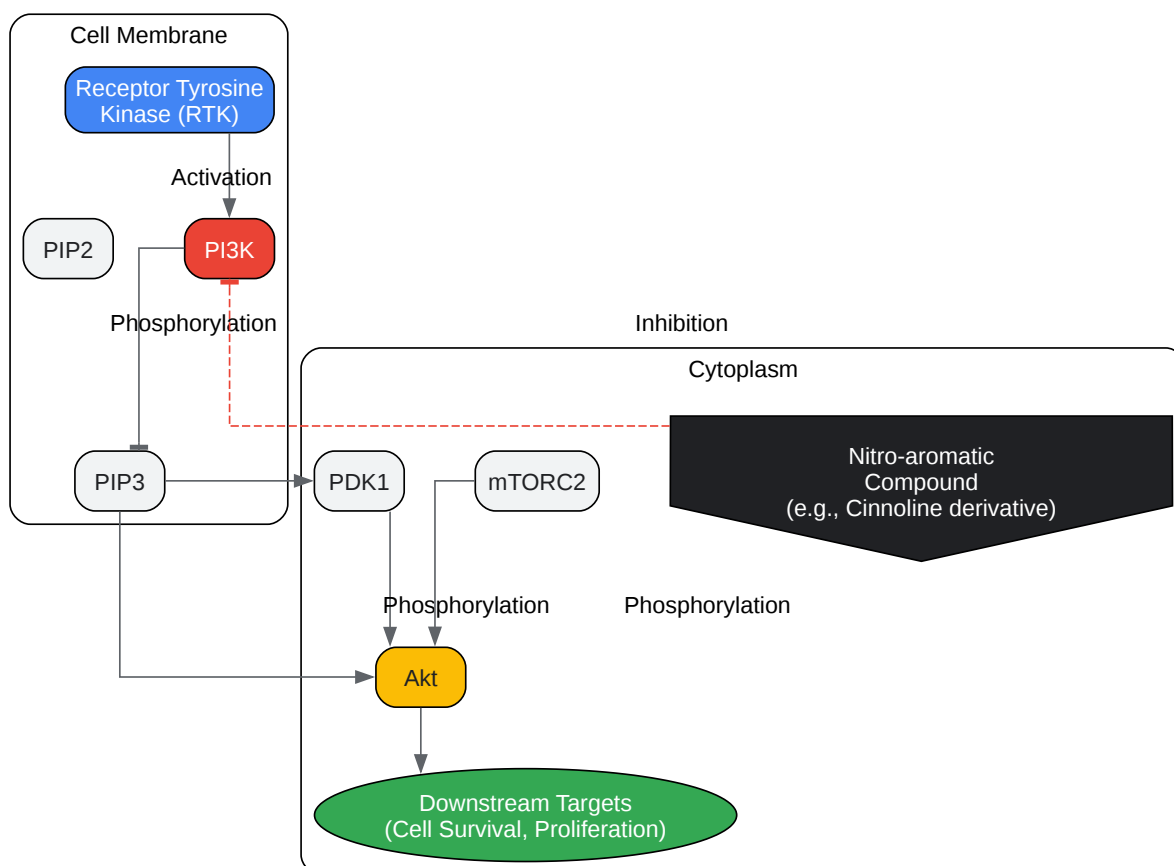 Cell Membrane
Receptor Tyrosine
Kinase (RTK)
Activation
PIP2
PI3K
Phosphorylation
Inhibition
Cytoplasm
Nitro-aromatic
Compound
(e.g., Cinnoline derivative)
PIP3
PDK1
mTORC2
Phosphorylation
Phosphorylation
Akt
Downstream Targets
(Cell Survival, Proliferation)